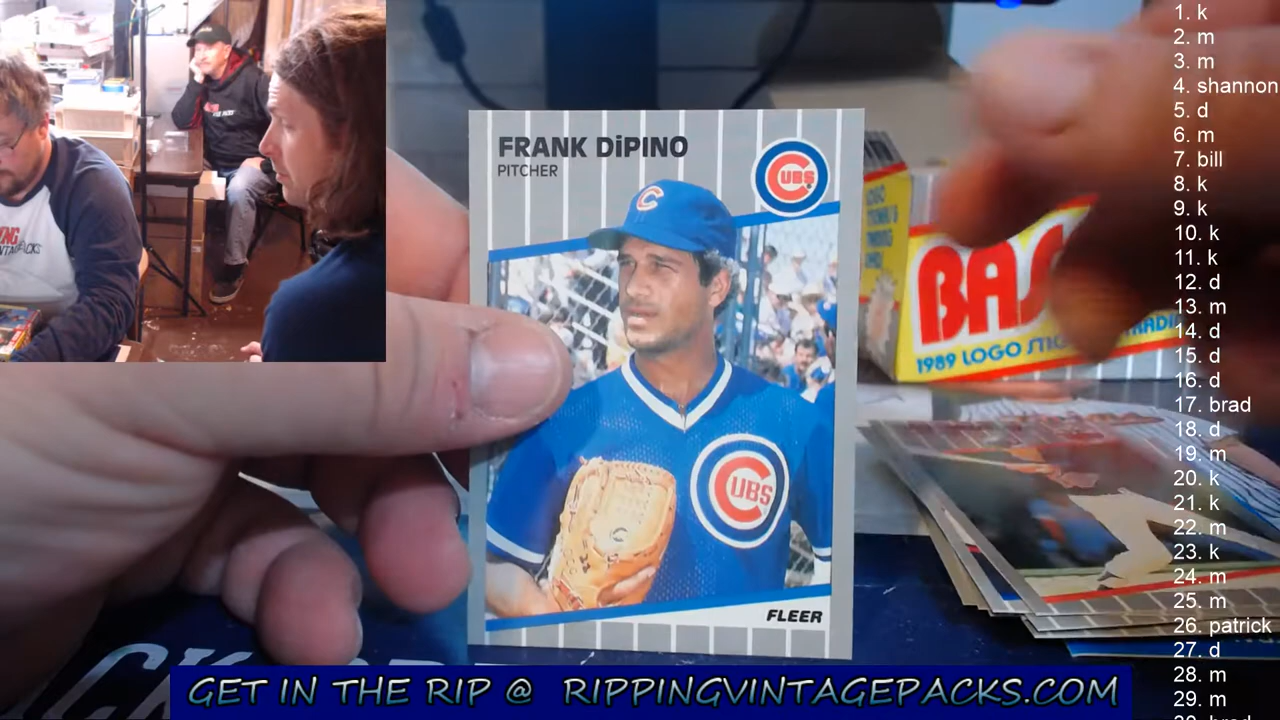 FRANK DiPINO
PITCHER
CUBS
CUBS
FLEER
BAS
1989 LOGO
GET IN THE RIP @ RIPPINGVINTAGEPACKS.COM
1. k
2. m
3. m
4. shannon
5. d
6. m
7. bill
8. k
9. k
10. k
11. k
12. d
13. m
14. d
15. d
16. d
17. brad
18. d
19. m
20. k
21. k
22. m
23. k
24. m
25. m
26. patrick
27. d
28. m
29. m